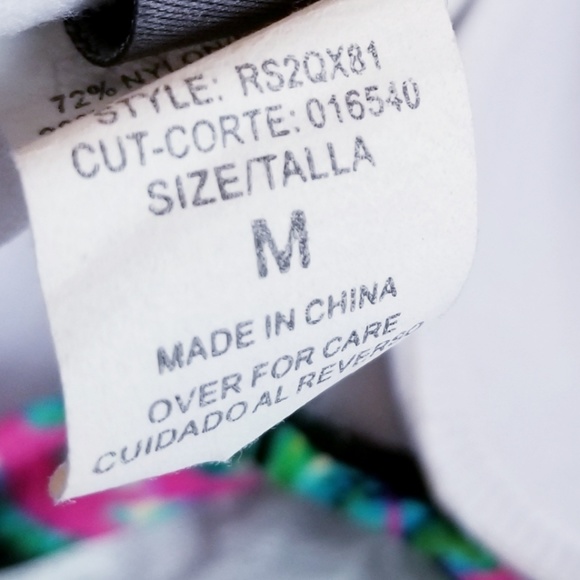 72% NYLON
STYLE: RS2QX81
CUT-CORTE: 016540
SIZE/TALLA
M
MADE IN CHINA
OVER FOR CARE
CUIDADO AL REVERSO